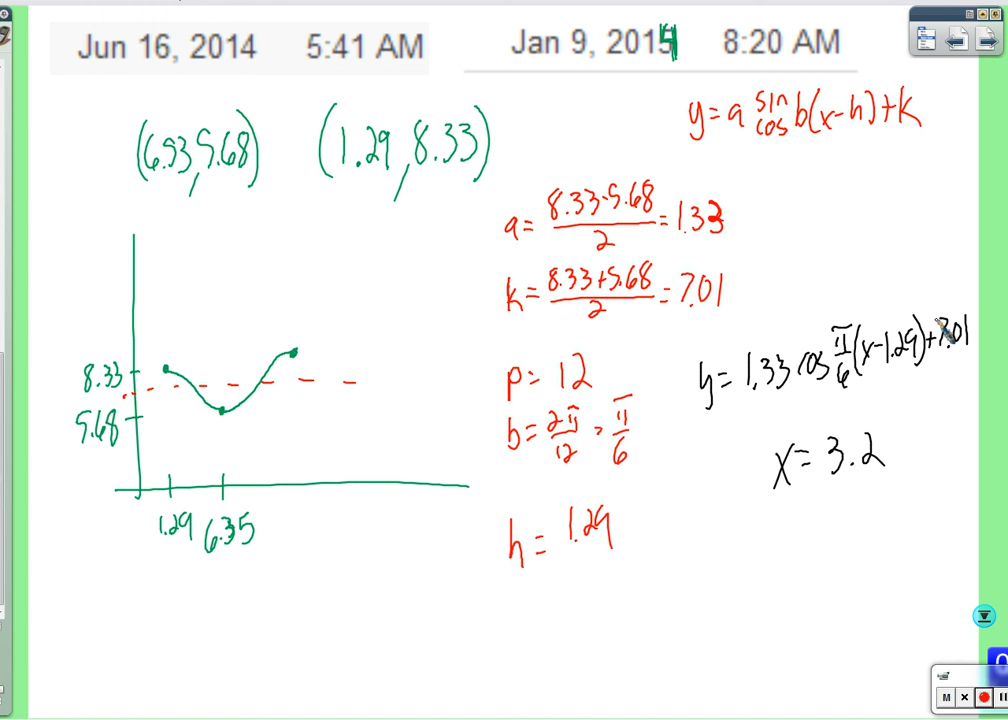 Jun 16, 2014 5:41 AM
Jan 9, 2014 8:20 AM
(6.53, 5.68) (1.29, 8.33)
y = a sin cos b(x-h)+k
a = 8.33-5.68 / 2 = 1.33
k = 8.33+5.68 / 2 = 7.01
p = 12
b = 2π/12 = π/6
h = 1.29
8.33
5.68
1.29 6.35
y = 1.33 cos π/6 (x-1.29)+7.01
x = 3.2
M